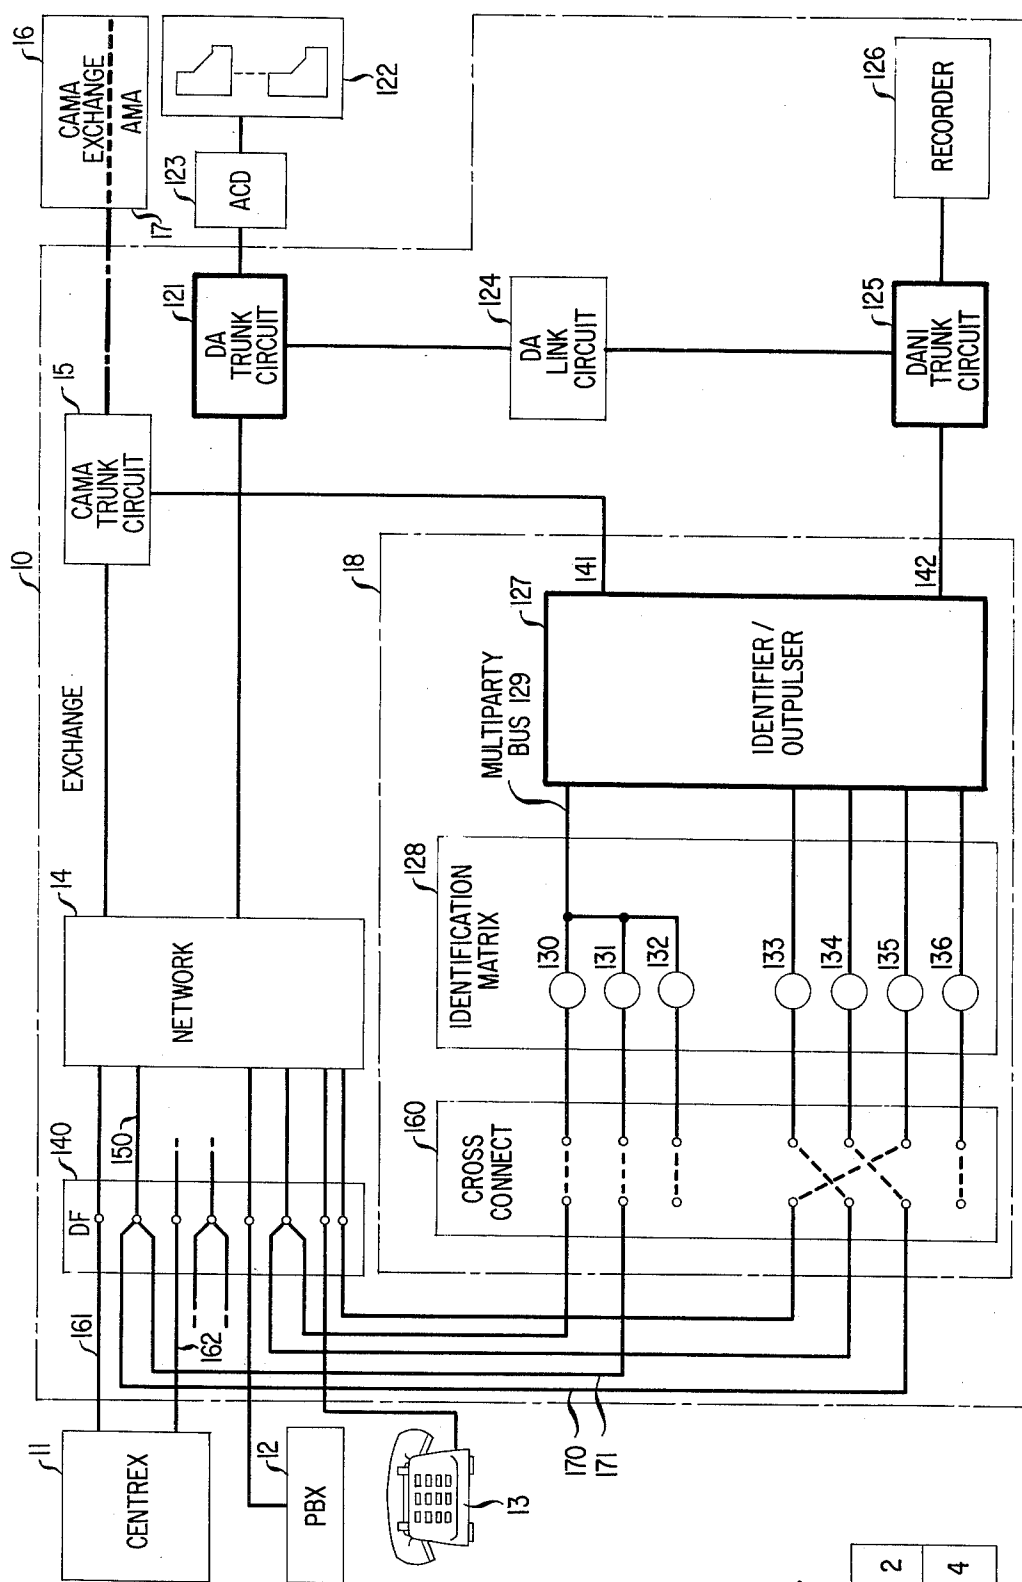 10
EXCHANGE
11
CENTREX
161
140
DF
150
14
NETWORK
15
CAMA
TRUNK
CIRCUIT
16
CAMA
EXCHANGE
AMA
17
12
PBX
162
121
DA
TRUNK
CIRCUIT
123
ACD
122
13
170
171
18
160
CROSS
CONNECT
128
IDENTIFICATION
MATRIX
130
131
132
133
134
135
136
MULTIPARTY
BUS 129
127
IDENTIFIER/
OUTPULSER
141
142
124
DA
LINK
CIRCUIT
125
DANI
TRUNK
CIRCUIT
126
RECORDER
2
4